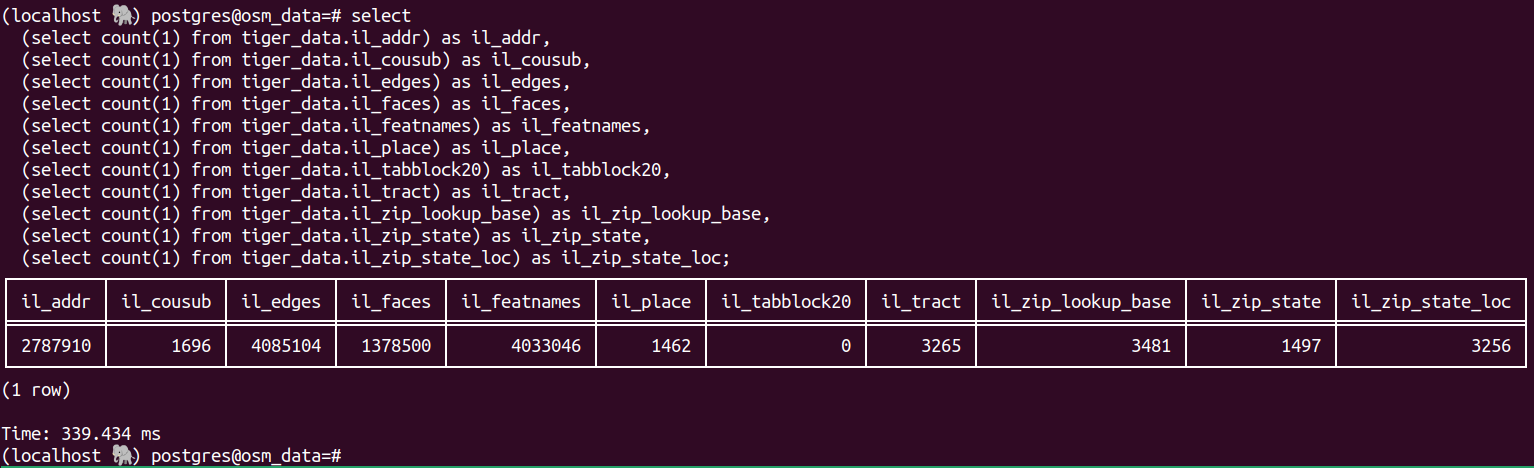 (localhost 🐘) postgres@osm_data=# select
  (select count(1) from tiger_data.il_addr) as il_addr,
  (select count(1) from tiger_data.il_cousub) as il_cousub,
  (select count(1) from tiger_data.il_edges) as il_edges,
  (select count(1) from tiger_data.il_faces) as il_faces,
  (select count(1) from tiger_data.il_featnames) as il_featnames,
  (select count(1) from tiger_data.il_place) as il_place,
  (select count(1) from tiger_data.il_tabblock20) as il_tabblock20,
  (select count(1) from tiger_data.il_tract) as il_tract,
  (select count(1) from tiger_data.il_zip_lookup_base) as il_zip_lookup_base,
  (select count(1) from tiger_data.il_zip_state) as il_zip_state,
  (select count(1) from tiger_data.il_zip_state_loc) as il_zip_state_loc;
il_addr il_cousub il_edges il_faces il_featnames il_place il_tabblock20 il_tract il_zip_lookup_base il_zip_state il_zip_state_loc
2787910 1696 4085104 1378500 4033046 1462 0 3265 3481 1497 3256
(1 row)
Time: 339.434 ms
(localhost 🐘) postgres@osm_data=#